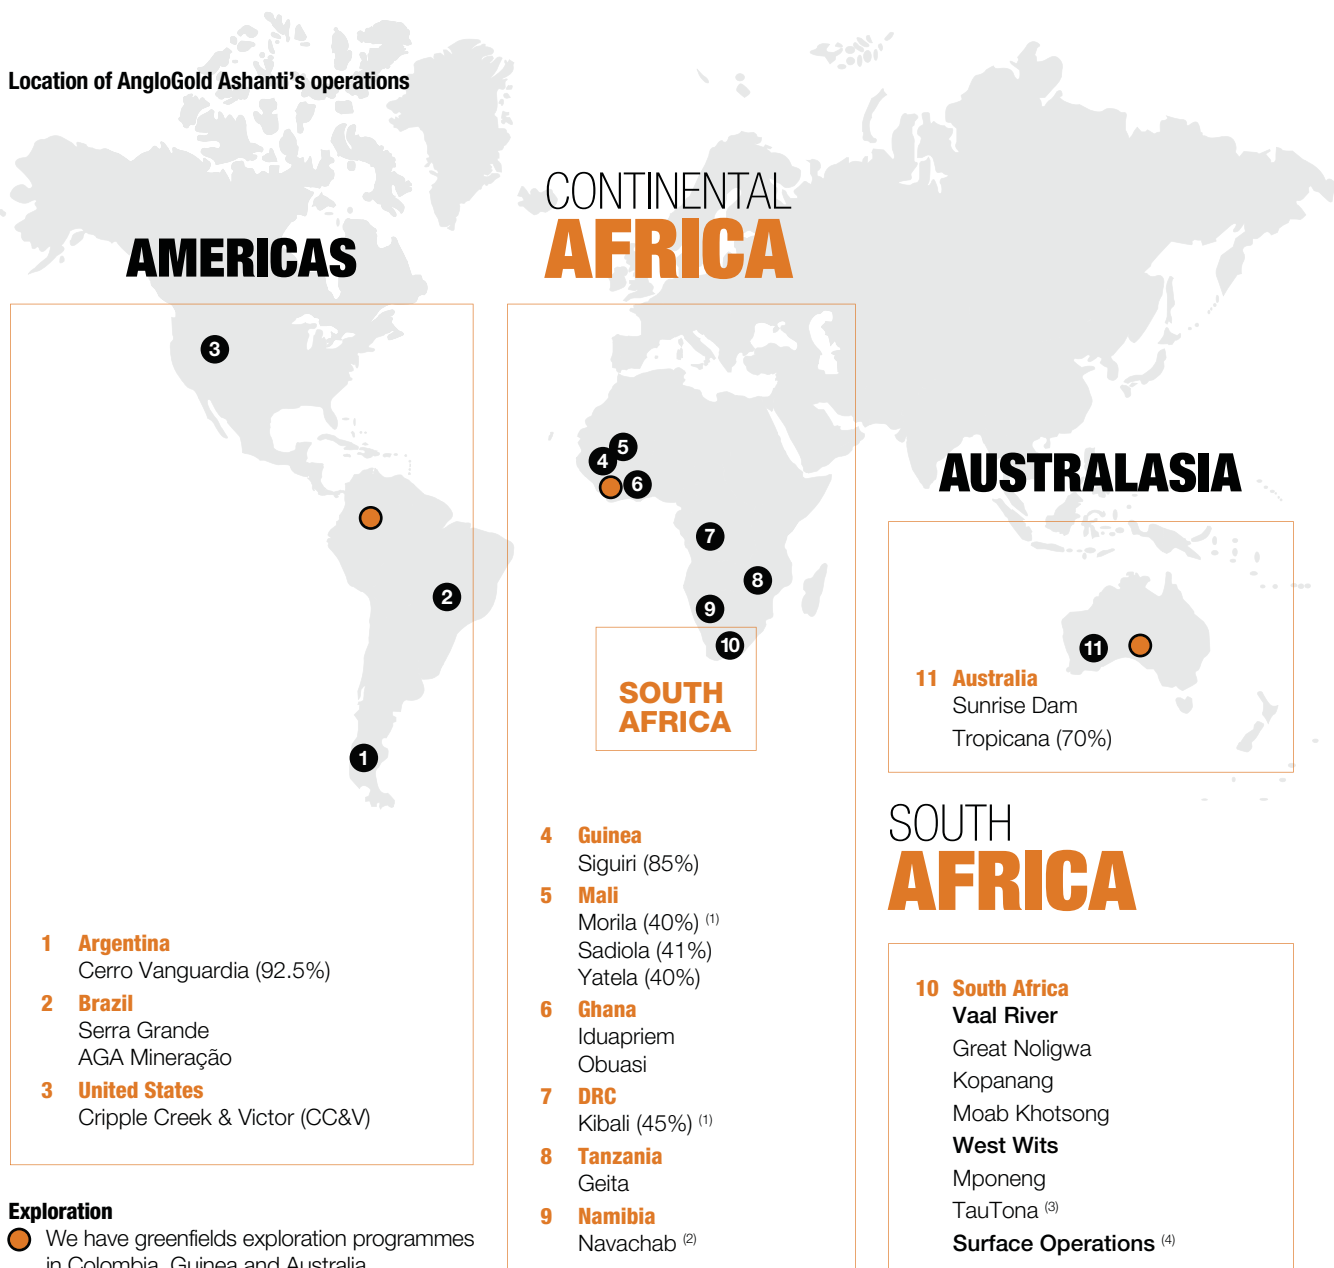 Location of AngloGold Ashanti's operations
CONTINENTAL
AFRICA
AMERICAS
3
5
4
6
7
2
8
9
10
1
SOUTH
AFRICA
AUSTRALASIA
11
11 Australia
Sunrise Dam
Tropicana (70%)
1 Argentina
Cerro Vanguardia (92.5%)
2 Brazil
Serra Grande
AGA Mineração
3 United States
Cripple Creek & Victor (CC&V)
Exploration
We have greenfields exploration programmes
in Colombia, Guinea and Australia
4 Guinea
Siguiri (85%)
5 Mali
Morila (40%) (1)
Sadiola (41%)
Yatela (40%)
6 Ghana
Iduapriem
Obuasi
7 DRC
Kibali (45%) (1)
8 Tanzania
Geita
9 Namibia
Navachab (2)
SOUTH
AFRICA
10 South Africa
Vaal River
Great Noligwa
Kopanang
Moab Khotsong
West Wits
Mponeng
TauTona (3)
Surface Operations (4)